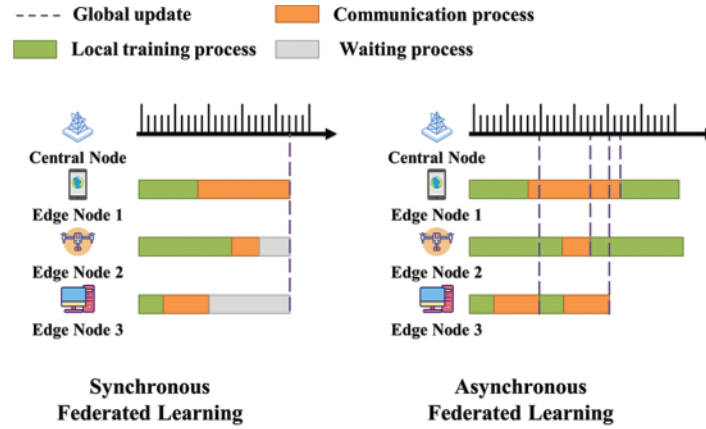 Global update
Communication process
Local training process
Waiting process
Central Node
Edge Node 1
Edge Node 2
Edge Node 3
Synchronous
Federated Learning
Central Node
Edge Node 1
Edge Node 2
Edge Node 3
Asynchronous
Federated Learning